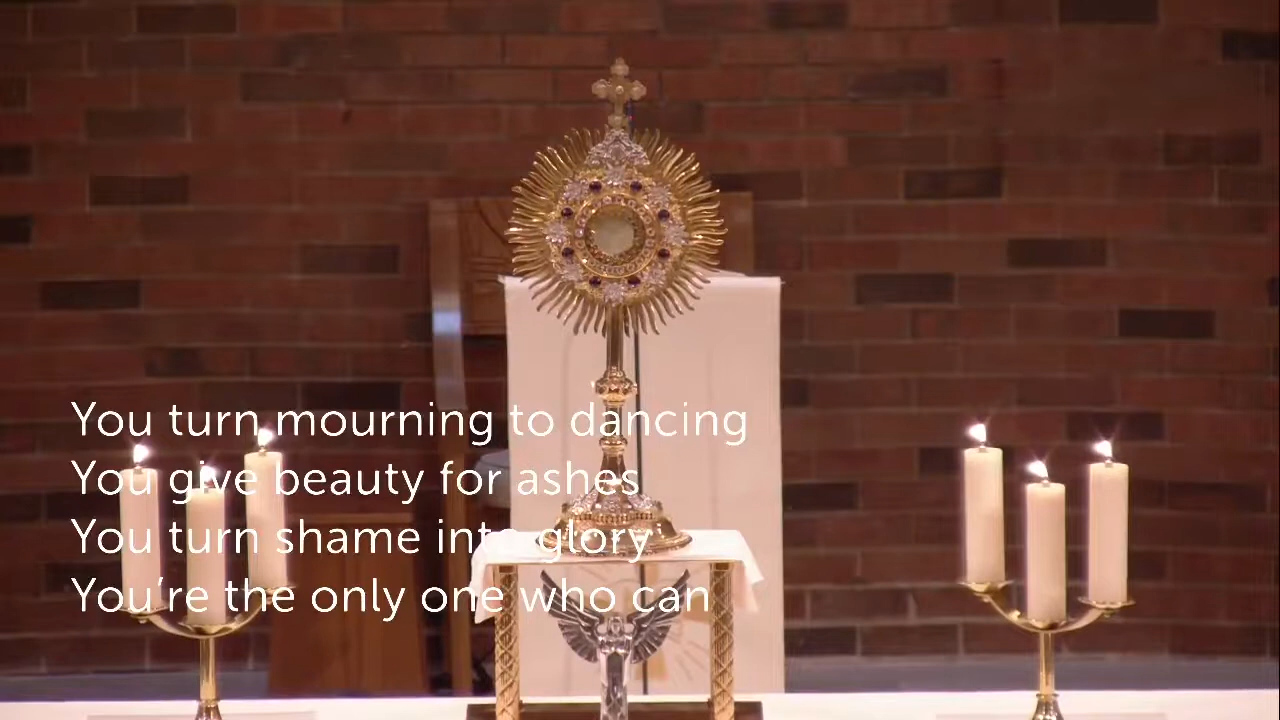 You turn mourning to dancing
You give beauty for ashes
You turn shame into glory
You're the only one who can